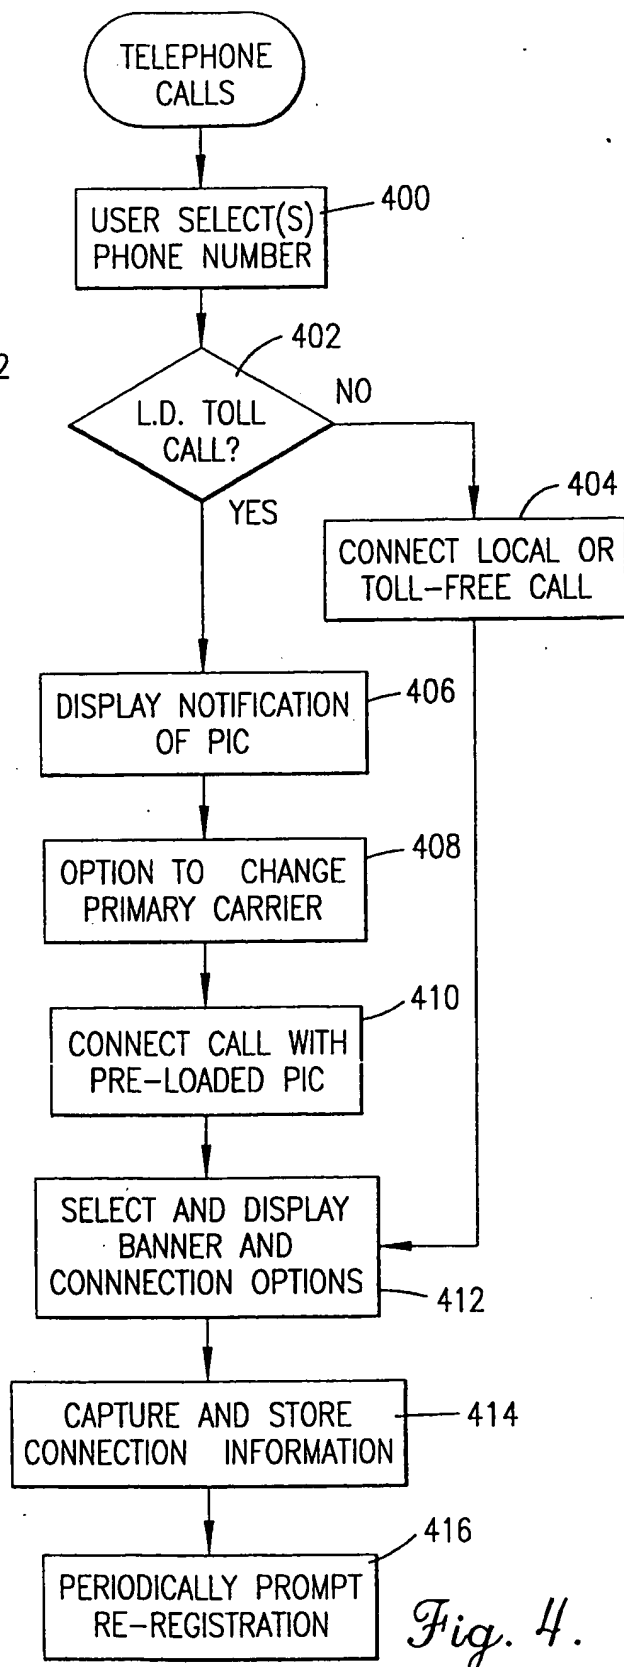 TELEPHONE
CALLS
USER SELECT(S)
PHONE NUMBER
400
402
2
L.D. TOLL
CALL?
NO
YES
404
CONNECT LOCAL OR
TOLL-FREE CALL
DISPLAY NOTIFICATION
OF PIC
406
OPTION TO CHANGE
PRIMARY CARRIER
408
CONNECT CALL WITH
PRE-LOADED PIC
410
SELECT AND DISPLAY
BANNER AND
CONNNECTION OPTIONS
412
CAPTURE AND STORE
CONNECTION INFORMATION
414
PERIODICALLY PROMPT
RE-REGISTRATION
416
Fig. 4.